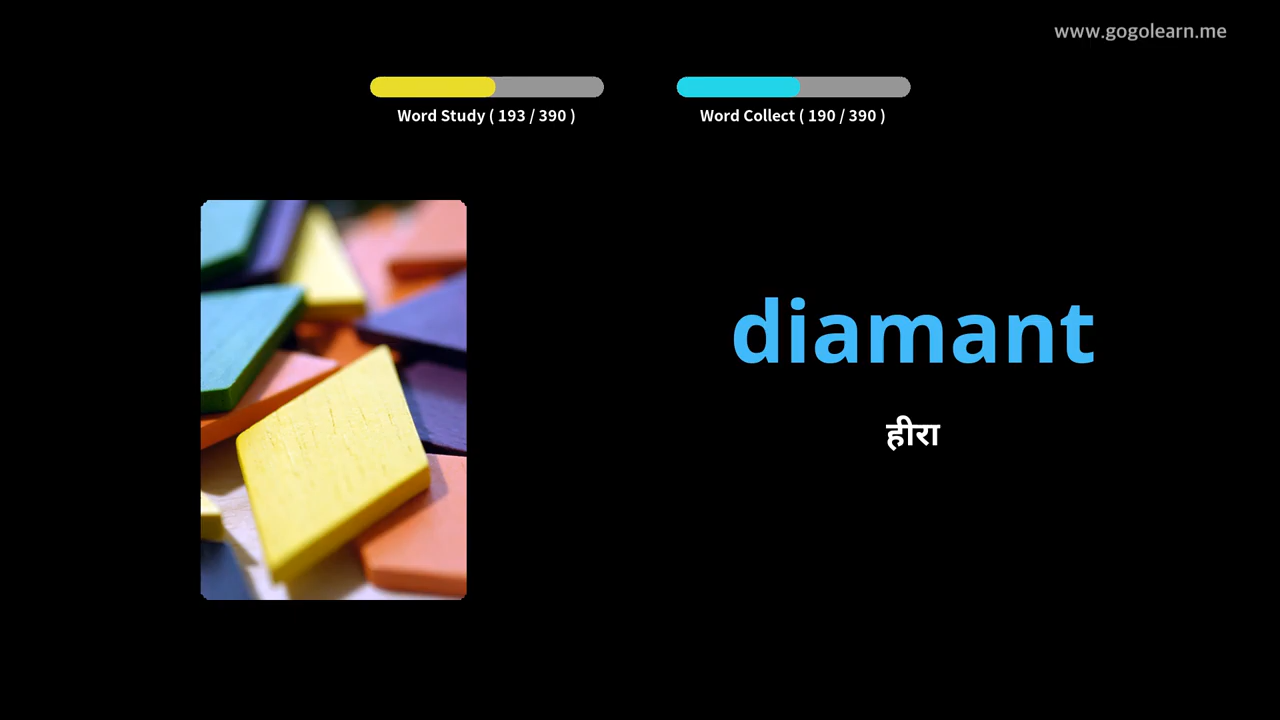 www.gogolearn.me
Word Study ( 193 / 390 )
Word Collect ( 190 / 390 )
diamant
हीरा